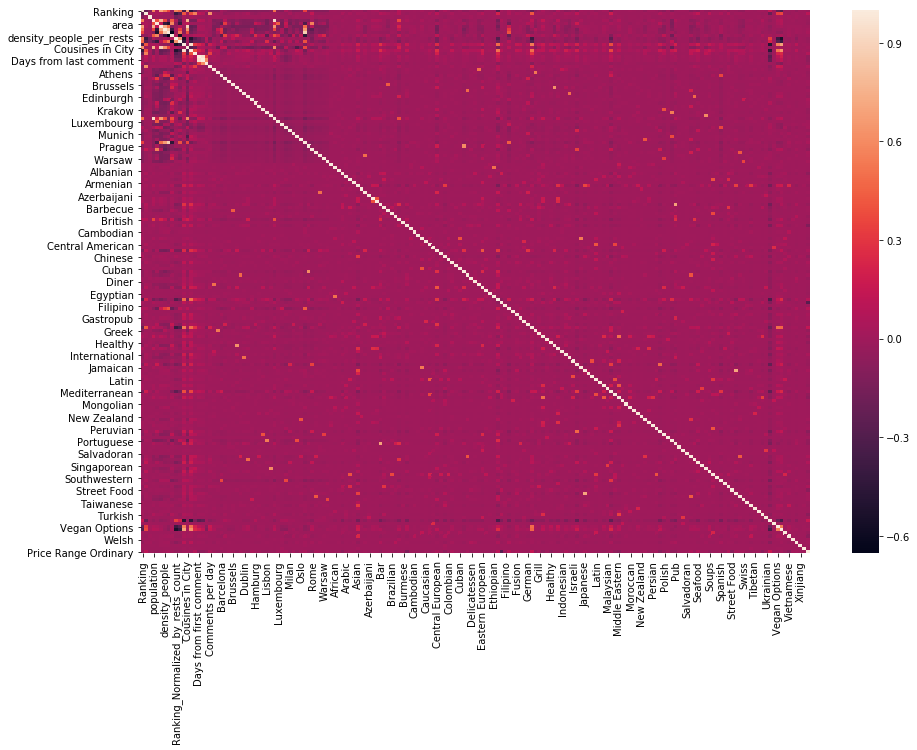 Ranking
area
density_people_per_rests
Cousines in City
Days from last comment
Athens
Brussels
Edinburgh
Krakow
Luxembourg
Munich
Prague
Warsaw
Albanian
Armenian
Azerbaijani
Barbecue
British
Cambodian
Central American
Chinese
Cuban
Diner
Egyptian
Filipino
Gastropub
Greek
Healthy
International
Jamaican
Latin
Mediterranean
Mongolian
New Zealand
Peruvian
Portuguese
Salvadoran
Singaporean
Southwestern
Street Food
Taiwanese
Turkish
Vegan Options
Welsh
Price Range Ordinary
Ranking
population
density_people
Ranking_Normalized_by_rests_count
Cousines in City
Days from first comment
Comments per day
Barcelona
Brussels
Dublin
Hamburg
Lisbon
Luxembourg
Milan
Oslo
Rome
Warsaw
African
Arabic
Asian
Azerbaijani
Bar
Brazilian
Burmese
Cambodian
Caucasian
Central European
Colombian
Cuban
Delicatessen
Eastern European
Ethiopian
Filipino
Fusion
German
Grill
Healthy
Indonesian
Israeli
Japanese
Latin
Malaysian
Middle Eastern
Moroccan
New Zealand
Persian
Polish
Pub
Salvadoran
Seafood
Soups
Spanish
Street Food
Swiss
Tibetan
Ukrainian
Vegan Options
Vietnamese
Xinjiang
0.9
0.6
0.3
0.0
−0.3
−0.6